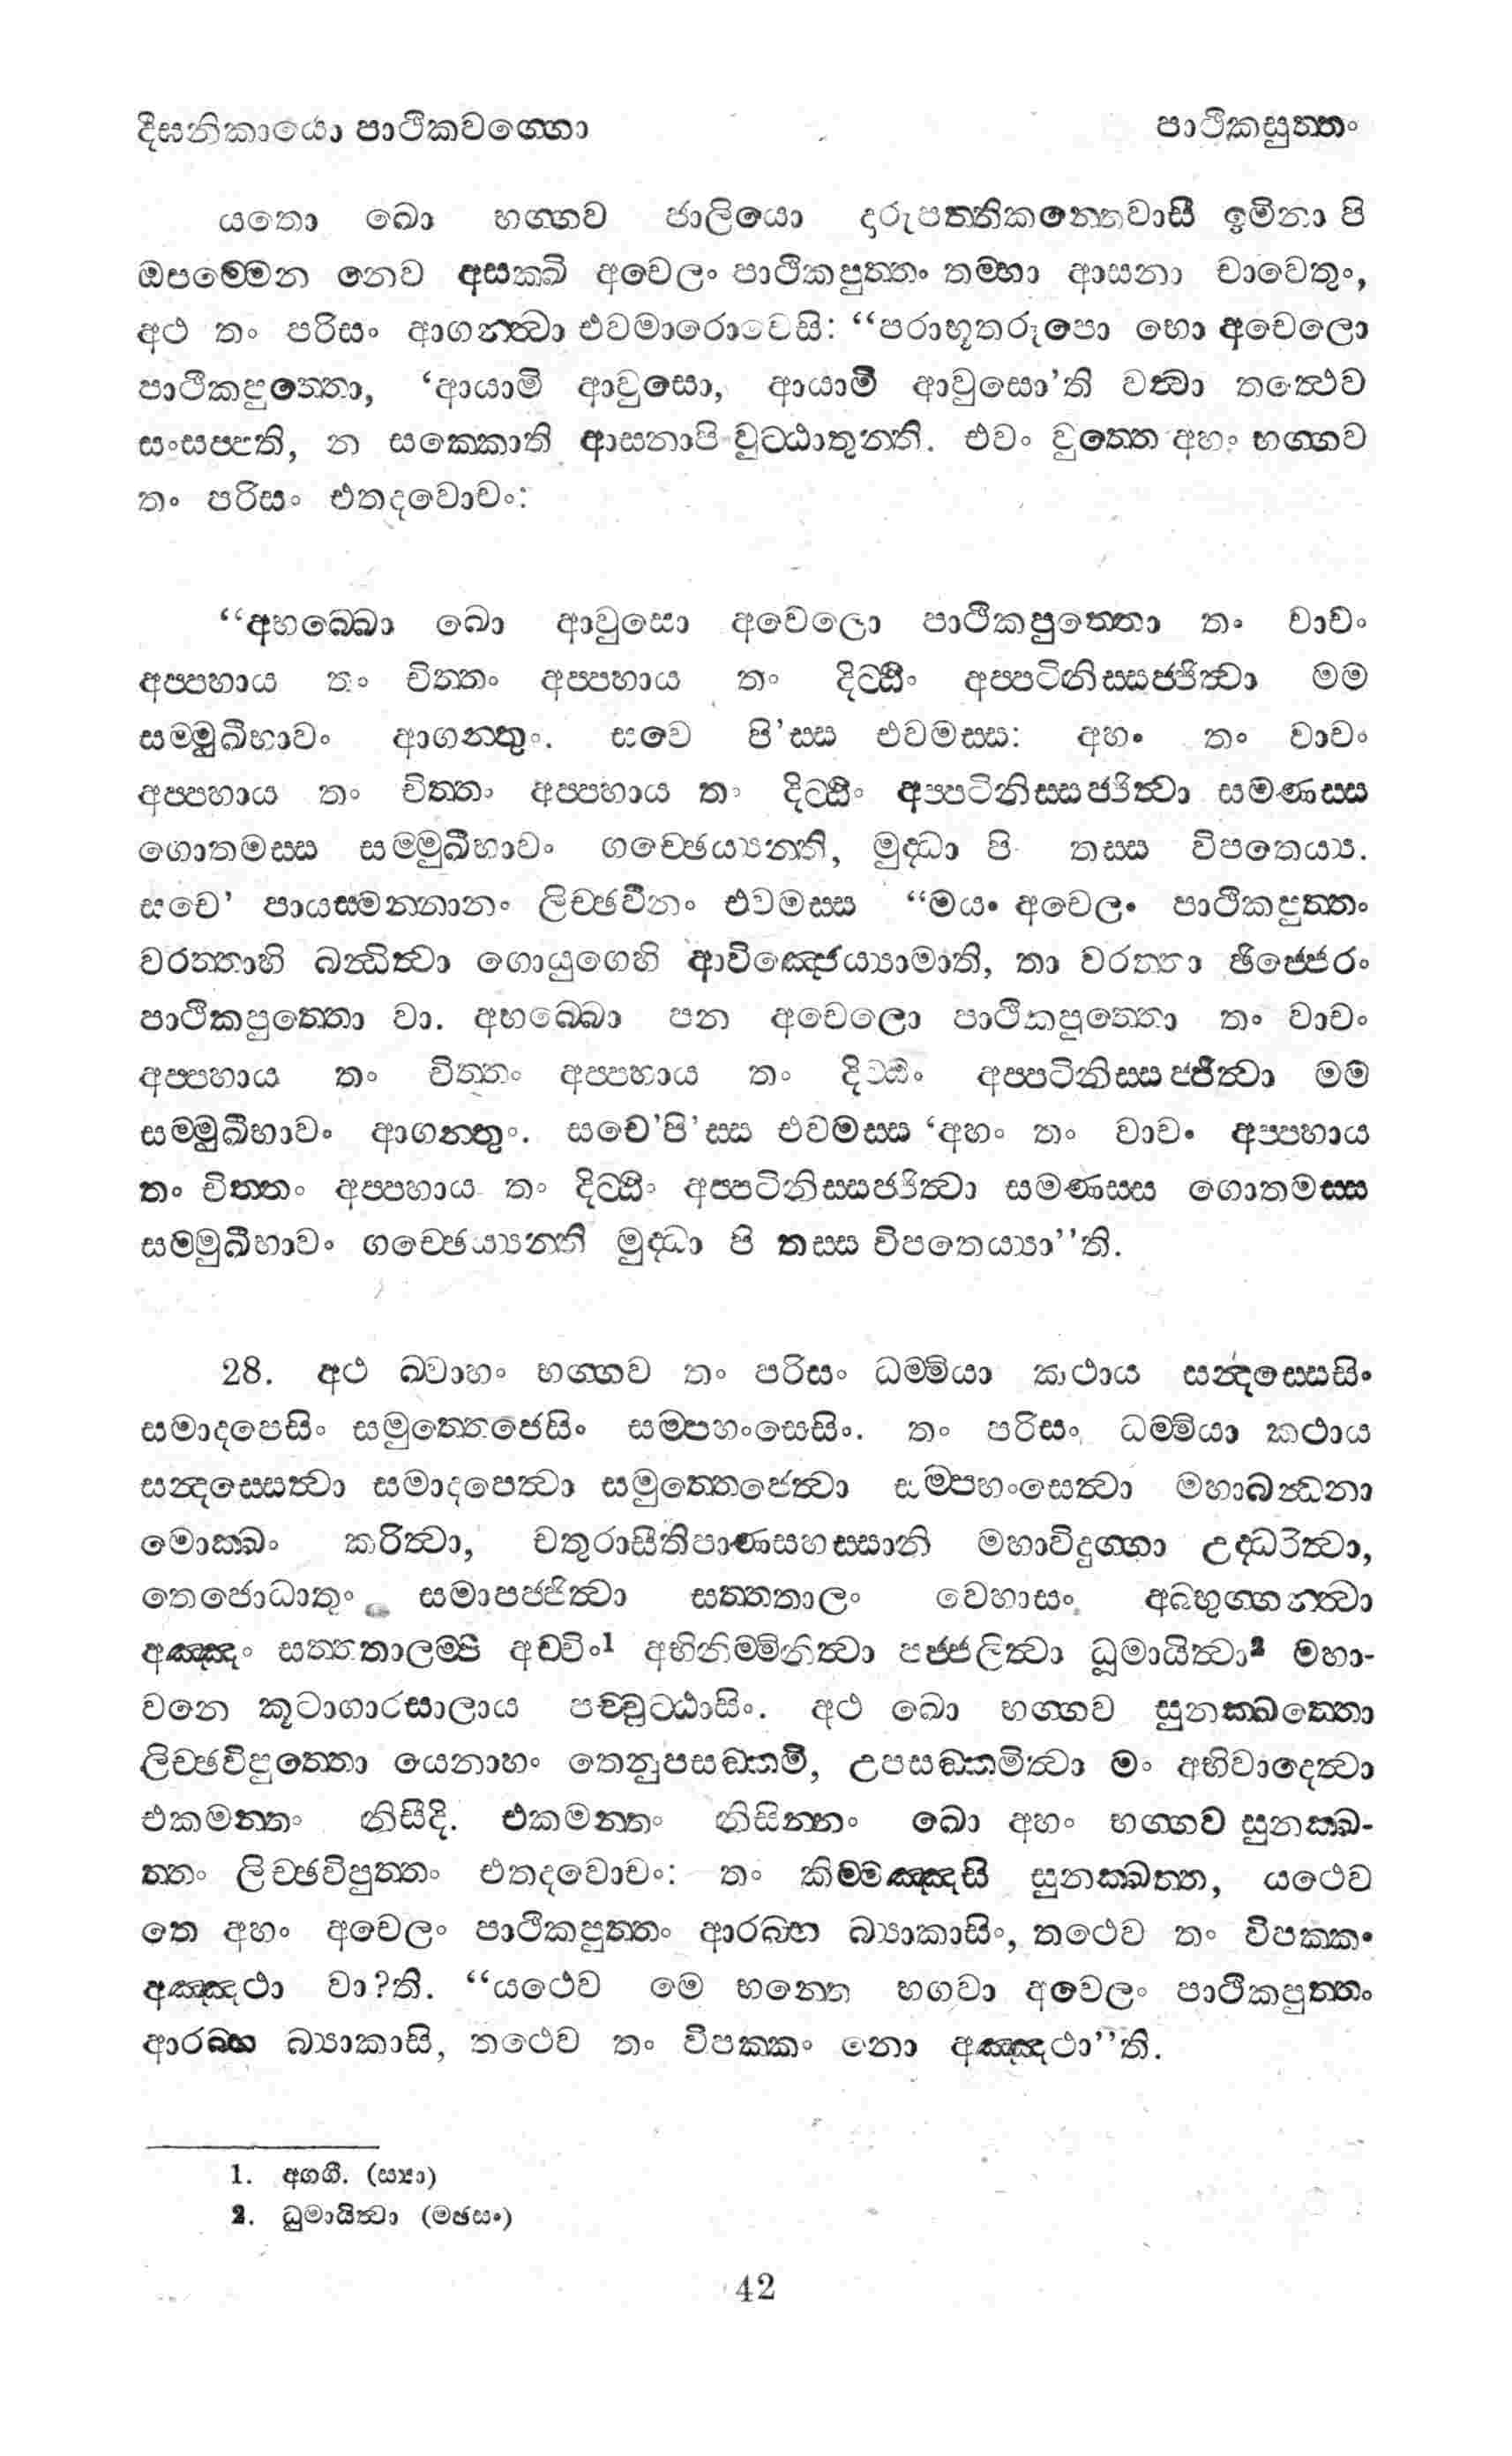 දීඝනිකායො පාථිකවග්ගො
පාථිකසුත්තං
යතො ඛො භග්ගව ජාලියො දාරුපත්තිකන්තෙවාසී ඉමිනා පි
ඔපම්මෙන නෙව අසක්ඛි අචෙලං පාථිකපුත්තං තම්හා ආසනා චාවෙතුං,
අථ තං පරිසං ආගන්ත්වා එවමාරොචෙසි: “පරාභූතරූපො භො අචෙලො
පාථිකපුත්තො, ‘ආයාමි ආවුසො, ආයාමි ආවුසො’ති වත්වා තත්ථෙව
සංසප්පති, න සක්කොති ආසනාපි වුට්ඨාතුන්ති. එවං වුත්තෙ අහං භග්ගව
තං පරිසං එතදවොචං:
“අභබ්බො ඛො ආවුසො අචෙලො පාථිකපුත්තො තං වාචං
අප්පහාය තං චිත්තං අප්පහාය තං දිට්ඨිං අප්පටිනිස්සජ්ජිත්වා මම
සම්මුඛීභාවං ආගන්තුං. සචෙ පි’ස්ස එවමස්ස: අහං තං වාචං
අප්පහාය තං චිත්තං අප්පහාය තං දිට්ඨිං අප්පටිනිස්සජ්ජිත්වා සමණස්ස
ගොතමස්ස සම්මුඛීභාවං ගච්ඡෙය්‍යන්ති, මුද්ධා පි තස්ස විපතෙය්‍ය.
සචෙ’ පායස්මන්තානං ලිච්ඡවීනං එවමස්ස “මයං අචෙලං පාථිකපුත්තං
වරත්තාහි බන්ධිත්වා ගොයුගෙහි ආවිඤ්ජෙය්‍යාමාති, තා වරත්තා ඡිජ්ජෙරං
පාථිකපුත්තො වා. අභබ්බො පන අචෙලො පාථිකපුත්තො තං වාචං
අප්පහාය තං චිත්තං අප්පහාය තං දිට්ඨිං අප්පටිනිස්සජ්ජිත්වා මම
සම්මුඛීභාවං ආගන්තුං. සචෙ’පි’ස්ස එවමස්ස ‘අහං තං වාචං අප්පහාය
තං චිත්තං අප්පහාය තං දිට්ඨිං අප්පටිනිස්සජ්ජිත්වා සමණස්ස ගොතමස්ස
සම්මුඛීභාවං ගච්ඡෙය්‍යන්ති මුද්ධා පි තස්ස විපතෙය්‍යා”ති.
28. අථ ඛ්වාහං භග්ගව තං පරිසං ධම්මියා කථාය සන්දස්සෙසිං
සමාදපෙසිං සමුත්තෙජෙසිං සම්පහංසෙසිං. තං පරිසං ධම්මියා කථාය
සන්දස්සෙත්වා සමාදපෙත්වා සමුත්තෙජෙත්වා සම්පහංසෙත්වා මහාබන්ධනා
මොක්ඛං කරිත්වා, චතුරාසීතිපාණසහස්සානි මහාවිදුග්ගා උද්ධරිත්වා,
තෙජොධාතුං සමාපජ්ජිත්වා සත්තතාලං වෙහාසං අබ්භුග්ගන්ත්වා
අඤ්ඤං සත්තතාලම්පි අච්චිං1 අභිනිම්මිනිත්වා පජ්ජලිත්වා ධූමායිත්වා2 මහා-
වනෙ කූටාගාරසාලාය පච්චුට්ඨාසිං. අථ ඛො භග්ගව සුනක්ඛත්තො
ලිච්ඡවිපුත්තො යෙනාහං තෙනුපසඞ්කමි, උපසඞ්කමිත්වා මං අභිවාදෙත්වා
එකමන්තං නිසීදි. එකමන්තං නිසින්නං ඛො අහං භග්ගව සුනක්ඛ-
ත්තං ලිච්ඡවිපුත්තං එතදවොචං: තං කිම්මඤ්ඤසි සුනක්ඛත්ත, යථෙව
තෙ අහං අචෙලං පාථිකපුත්තං ආරබ්භ බ්‍යාකාසිං, තථෙව තං විපක්කං
අඤ්ඤථා වා?ති. “යථෙව මෙ භන්තෙ භගවා අචෙලං පාථිකපුත්තං
ආරබ්භ බ්‍යාකාසි, තථෙව තං විපක්කං නො අඤ්ඤථා”ති.
1. අග්ගී. (ස්‍යා)
2. ධුමායිත්වා (මඡසං)
42